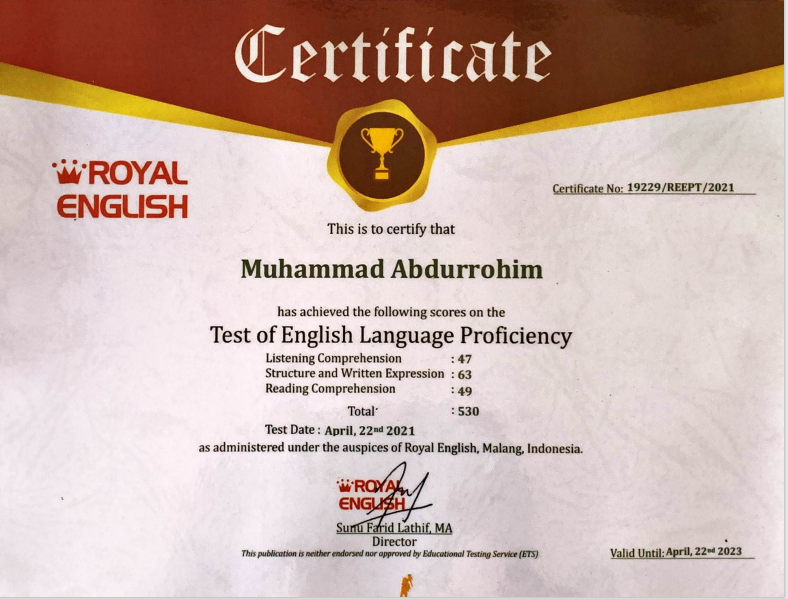 Certificate
ROYAL
ENGLISH
Certificate No: 19229/REEPT/2021
This is to certify that
Muhammad Abdurrohim
has achieved the following scores on the
Test of English Language Proficiency
Listening Comprehension : 47
Structure and Written Expression : 63
Reading Comprehension : 49
Total : 530
Test Date : April, 22nd 2021
as administered under the auspices of Royal English, Malang, Indonesia.
ROYAL
ENGLISH
Sunu Farid Lathif, MA
Director
This publication is neither endorsed nor approved by Educational Testing Service (ETS)
Valid Until: April, 22nd 2023